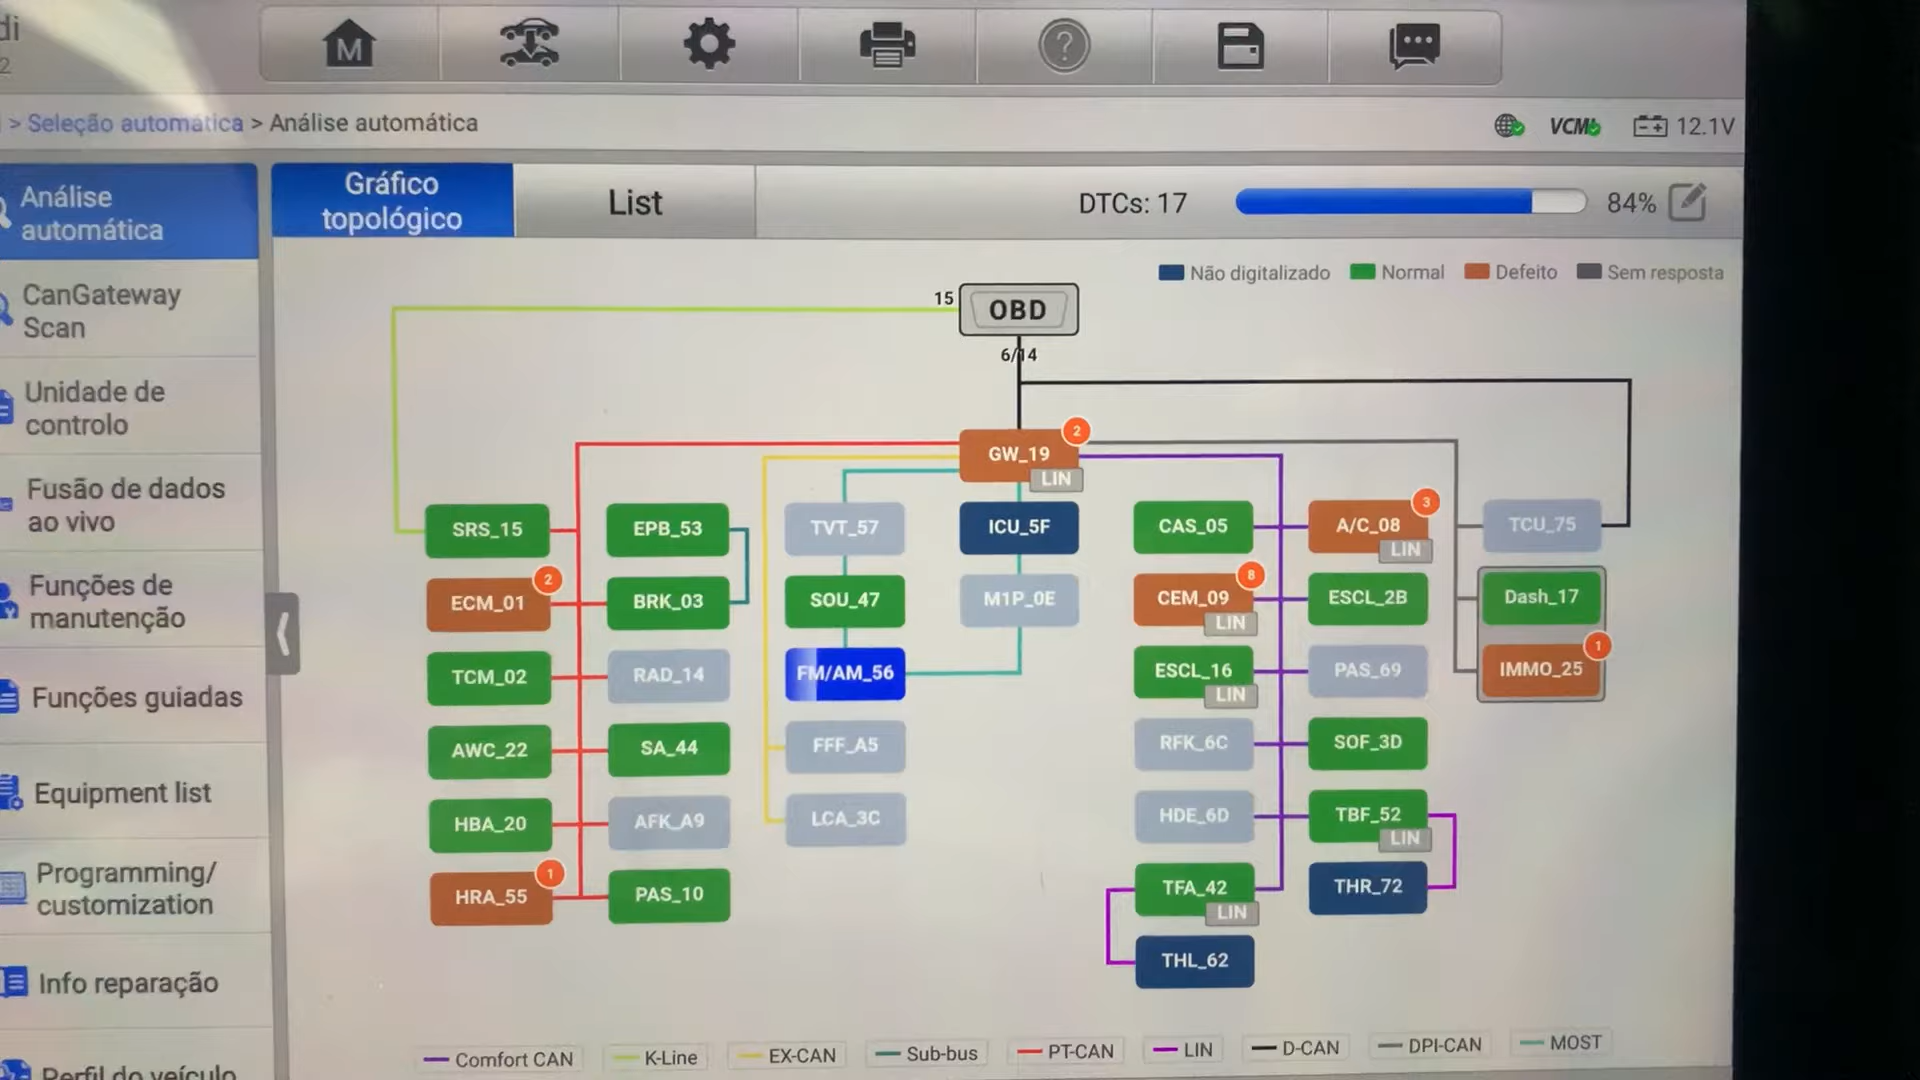 di
2
M
?
> Seleção automática > Análise automática
VCMI
12.1V
Análise automática
Gráfico topológico
List
DTCs: 17
84%
Não digitalizado
Normal
Defeito
Sem resposta
CanGateway Scan
Unidade de controlo
Fusão de dados ao vivo
Funções de manutenção
Funções guiadas
Equipment list
Programming/ customization
Info reparação
Perfil do veículo
15
OBD
6/14
GW_19
2
LIN
SRS_15
EPB_53
TVT_57
ICU_5F
CAS_05
A/C_08
3
LIN
TCU_75
ECM_01
2
BRK_03
SOU_47
M1P_0E
CEM_09
8
LIN
ESCL_2B
Dash_17
TCM_02
RAD_14
FM/AM_56
ESCL_16
LIN
PAS_69
IMMO_25
1
AWC_22
SA_44
FFF_A5
RFK_6C
SOF_3D
HBA_20
AFK_A9
LCA_3C
HDE_6D
TBF_52
LIN
HRA_55
1
PAS_10
TFA_42
LIN
THR_72
THL_62
Comfort CAN
K-Line
EX-CAN
Sub-bus
PT-CAN
LIN
D-CAN
DPI-CAN
MOST